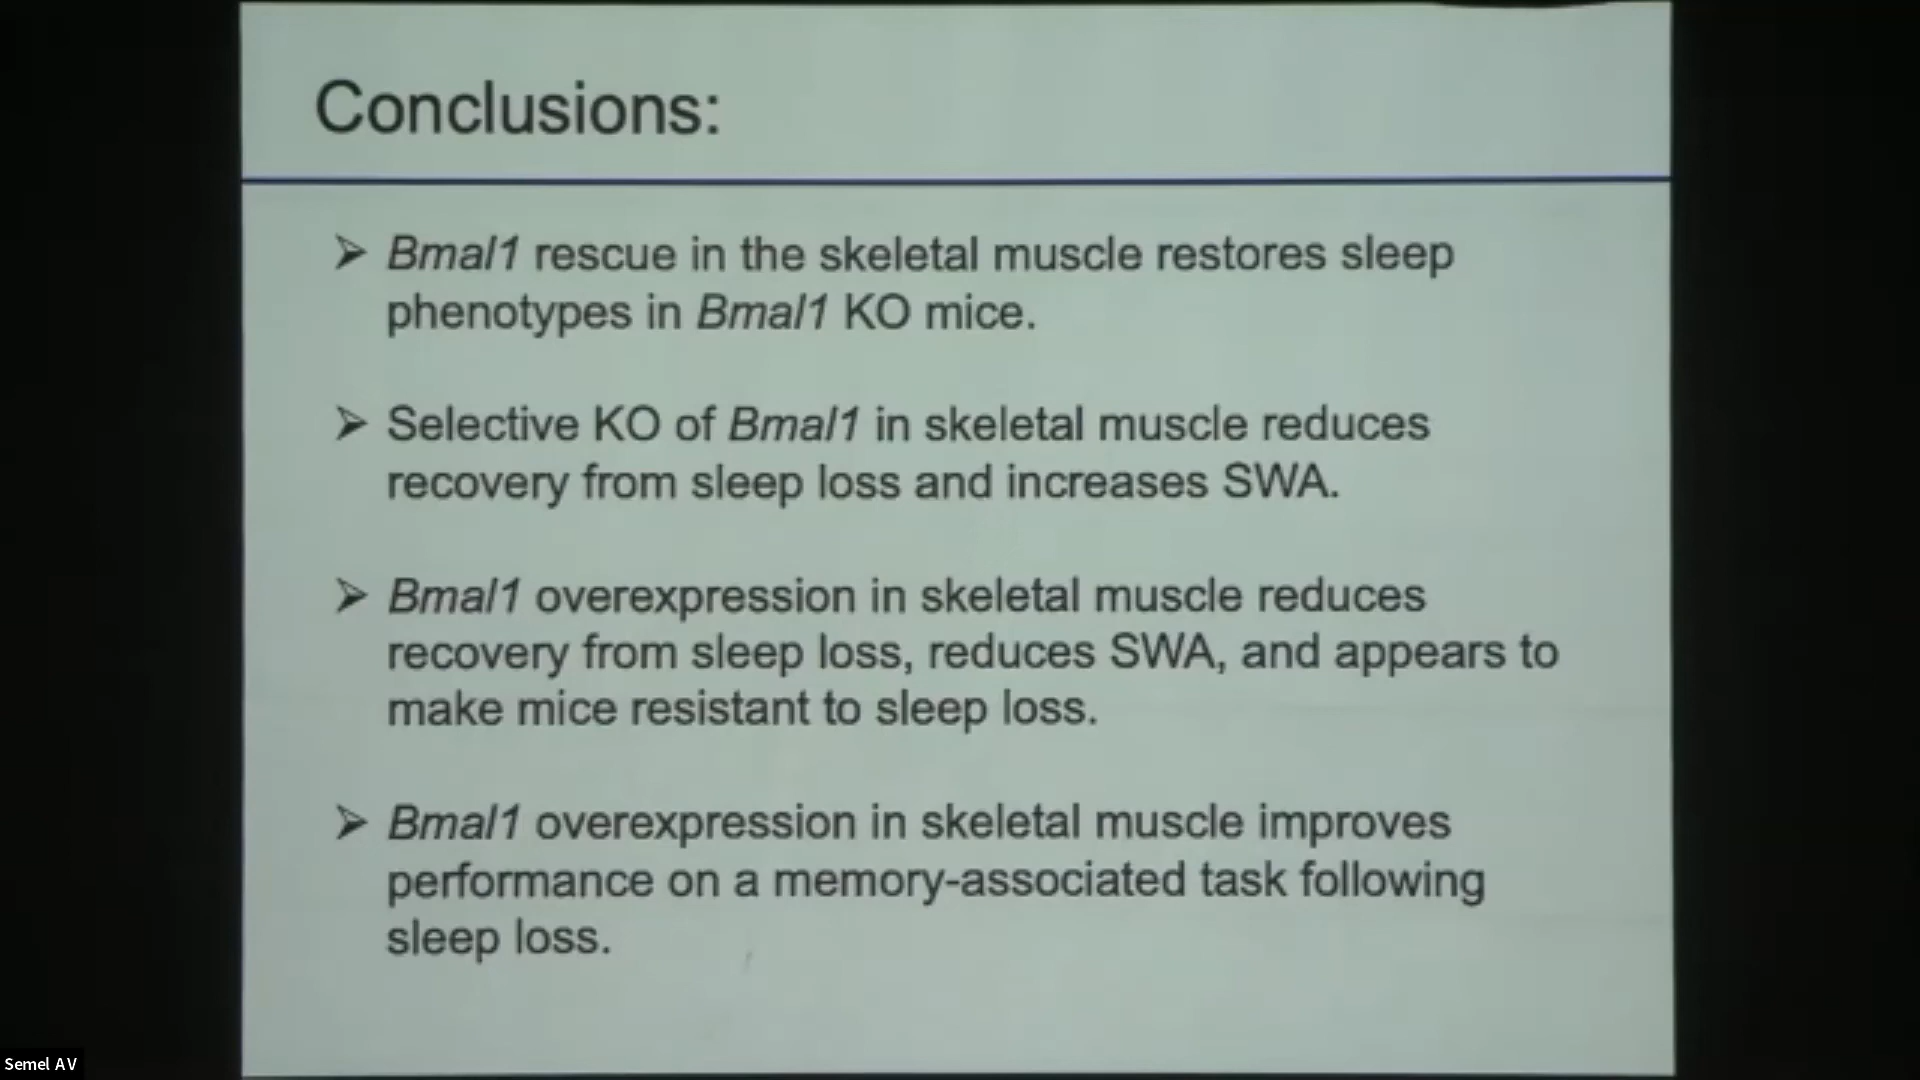 Conclusions:
➢ Bmal1 rescue in the skeletal muscle restores sleep
phenotypes in Bmal1 KO mice.
➢ Selective KO of Bmal1 in skeletal muscle reduces
recovery from sleep loss and increases SWA.
➢ Bmal1 overexpression in skeletal muscle reduces
recovery from sleep loss, reduces SWA, and appears to
make mice resistant to sleep loss.
➢ Bmal1 overexpression in skeletal muscle improves
performance on a memory-associated task following
sleep loss.
Semel AV